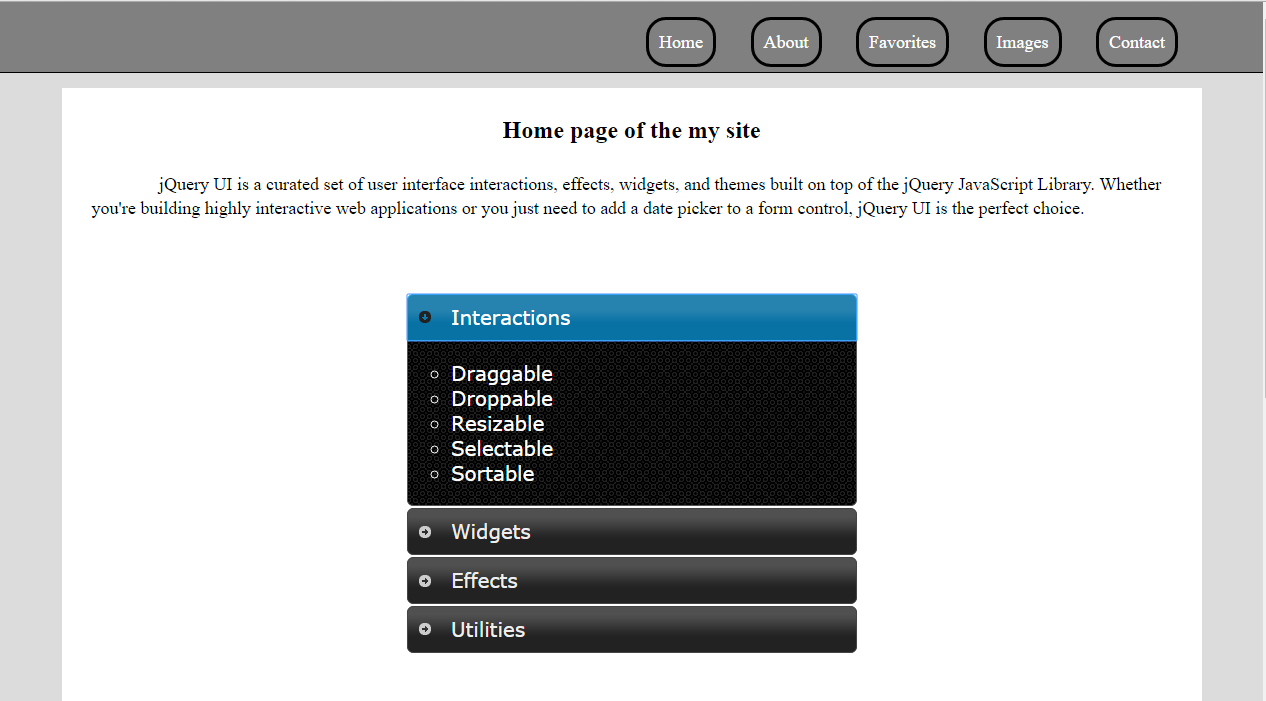 Home About Favorites Images Contact
Home page of the my site
jQuery UI is a curated set of user interface interactions, effects, widgets, and themes built on top of the jQuery JavaScript Library. Whether
you're building highly interactive web applications or you just need to add a date picker to a form control, jQuery UI is the perfect choice.
Interactions
Draggable
Droppable
Resizable
Selectable
Sortable
Widgets
Effects
Utilities